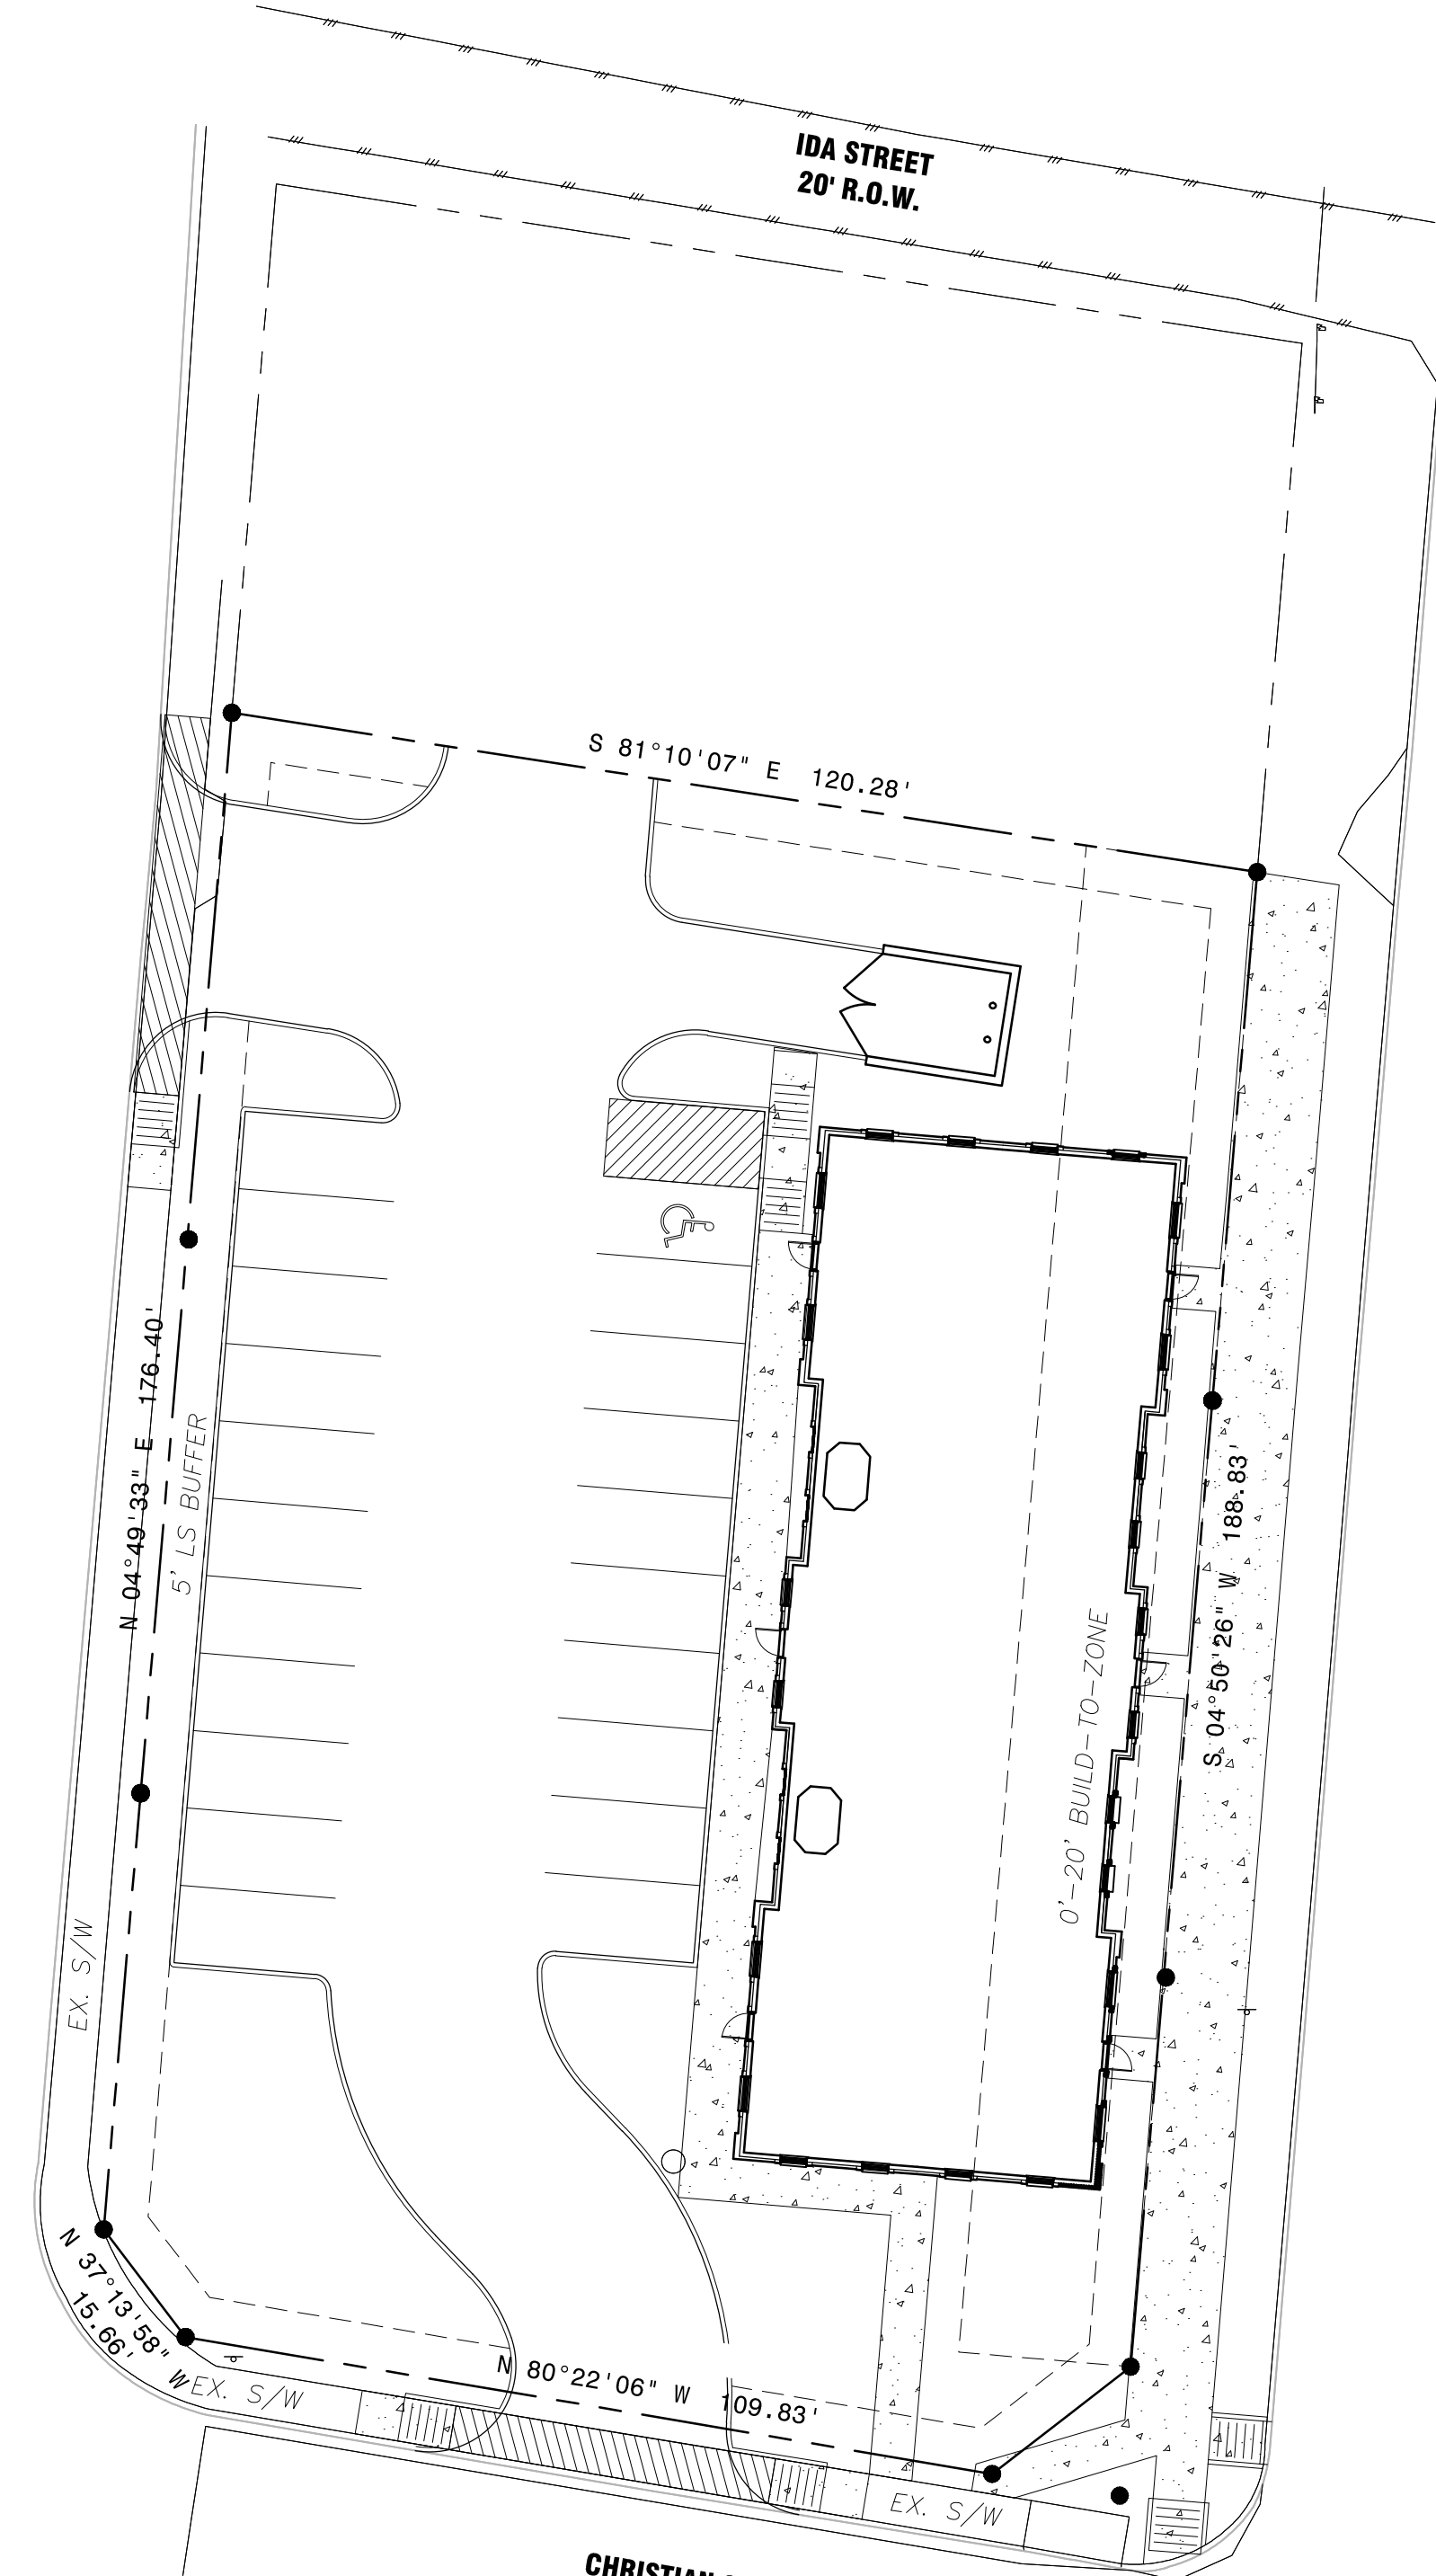 IDA STREET
20' R.O.W.
S 81°10'07" E 120.28'
N 04°49'33" E 176.40'
5' LS BUFFER
S 04°50'26" W 188.83'
0'-20' BUILD-TO-ZONE
EX. S/W
N 37°13'58" W
15.66'
EX. S/W
N 80°22'06" W 109.83'
EX. S/W
CHRISTIAN